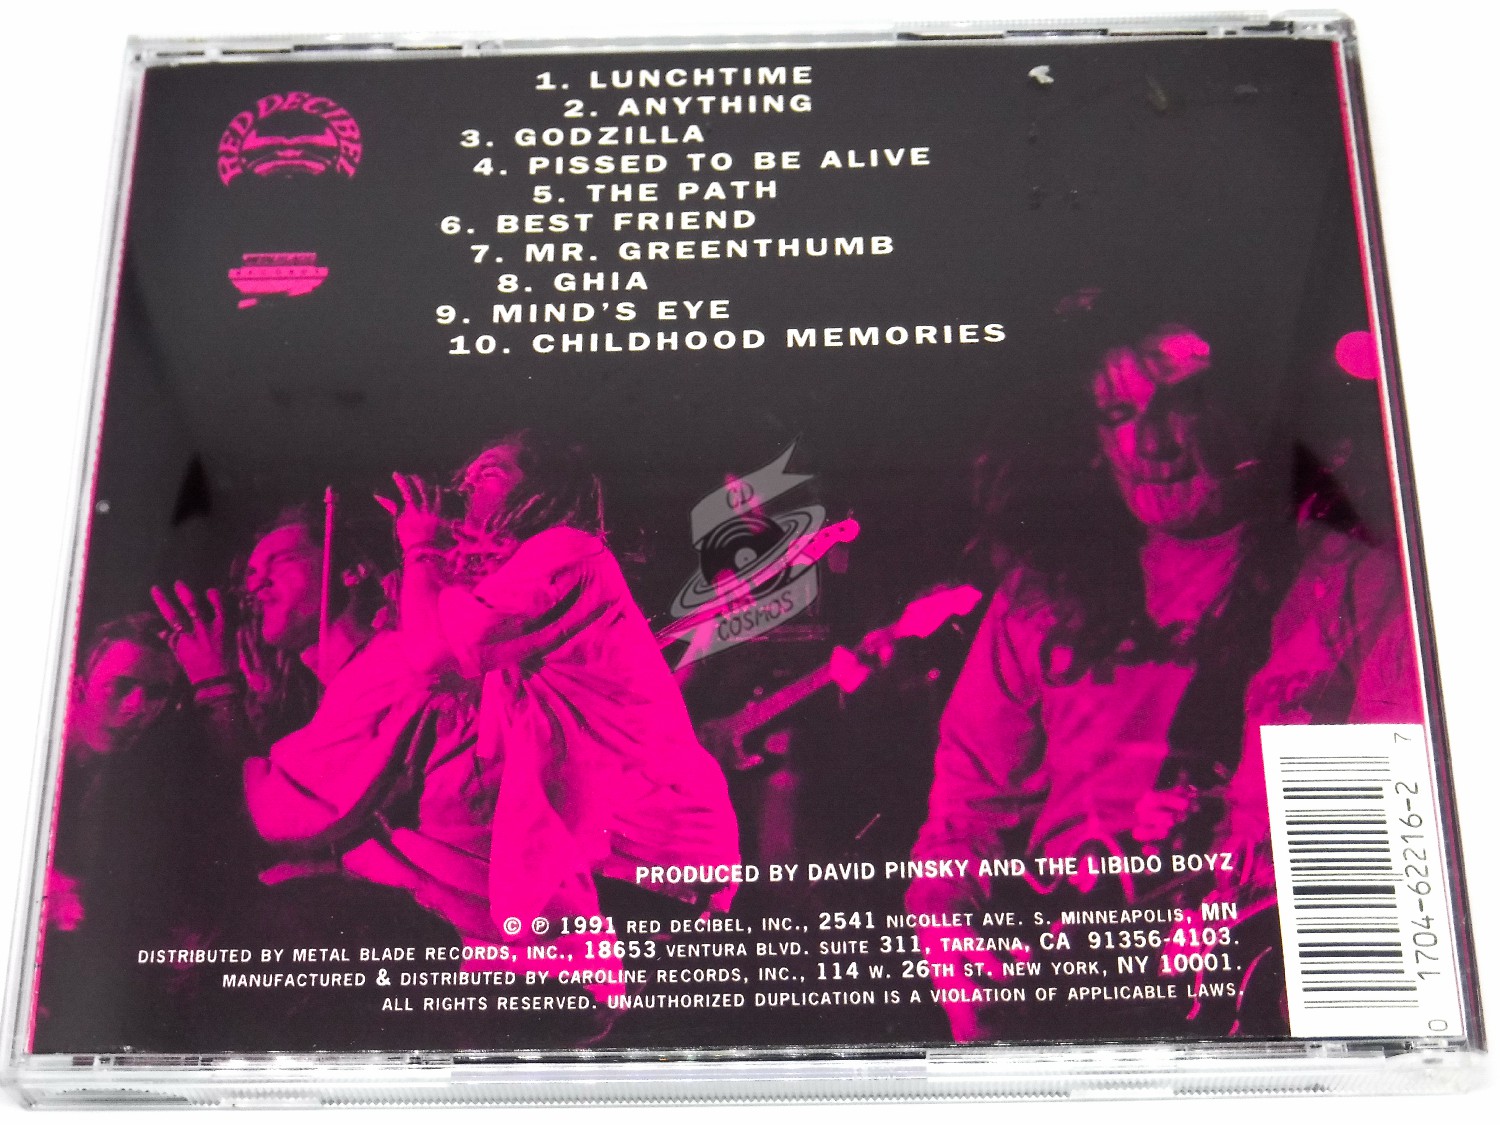 RED DECIBEL
1. LUNCHTIME
2. ANYTHING
3. GODZILLA
4. PISSED TO BE ALIVE
5. THE PATH
6. BEST FRIEND
7. MR. GREENTHUMB
8. GHIA
9. MIND'S EYE
10. CHILDHOOD MEMORIES
RECORDS
CD
COSMOS
PRODUCED BY DAVID PINSKY AND THE LIBIDO BOYZ
© ℗ 1991 RED DECIBEL, INC., 2541 NICOLLET AVE. S. MINNEAPOLIS, MN
DISTRIBUTED BY METAL BLADE RECORDS, INC., 18653 VENTURA BLVD. SUITE 311, TARZANA, CA 91356-4103.
MANUFACTURED & DISTRIBUTED BY CAROLINE RECORDS, INC., 114 W. 26TH ST. NEW YORK, NY 10001.
ALL RIGHTS RESERVED. UNAUTHORIZED DUPLICATION IS A VIOLATION OF APPLICABLE LAWS.
0 1704-62216-2 7